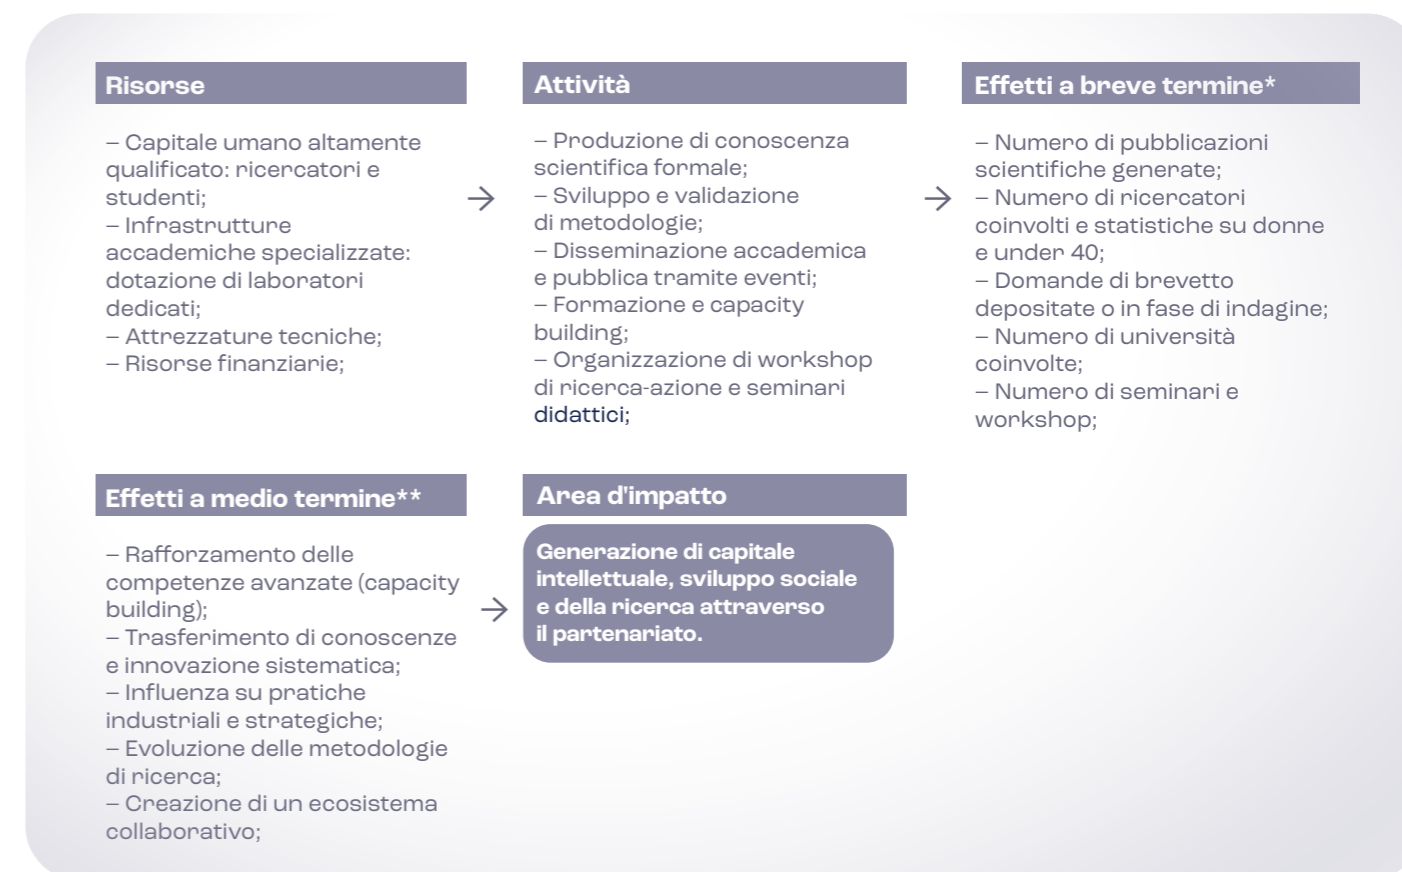 Risorse
– Capitale umano altamente
qualificato: ricercatori e
studenti;
– Infrastrutture
accademiche specializzate:
dotazione di laboratori
dedicati;
– Attrezzature tecniche;
– Risorse finanziarie;
→
Attività
– Produzione di conoscenza
scientifica formale;
– Sviluppo e validazione
di metodologie;
– Disseminazione accademica
e pubblica tramite eventi;
– Formazione e capacity
building;
– Organizzazione di workshop
di ricerca-azione e seminari
didattici;
→
Effetti a breve termine*
– Numero di pubblicazioni
scientifiche generate;
– Numero di ricercatori
coinvolti e statistiche su donne
e under 40;
– Domande di brevetto
depositate o in fase di indagine;
– Numero di università
coinvolte;
– Numero di seminari e
workshop;
Effetti a medio termine**
– Rafforzamento delle
competenze avanzate (capacity
building);
– Trasferimento di conoscenze
e innovazione sistematica;
– Influenza su pratiche
industriali e strategiche;
– Evoluzione delle metodologie
di ricerca;
– Creazione di un ecosistema
collaborativo;
→
Area d'impatto
Generazione di capitale
intellettuale, sviluppo sociale
e della ricerca attraverso
il partenariato.